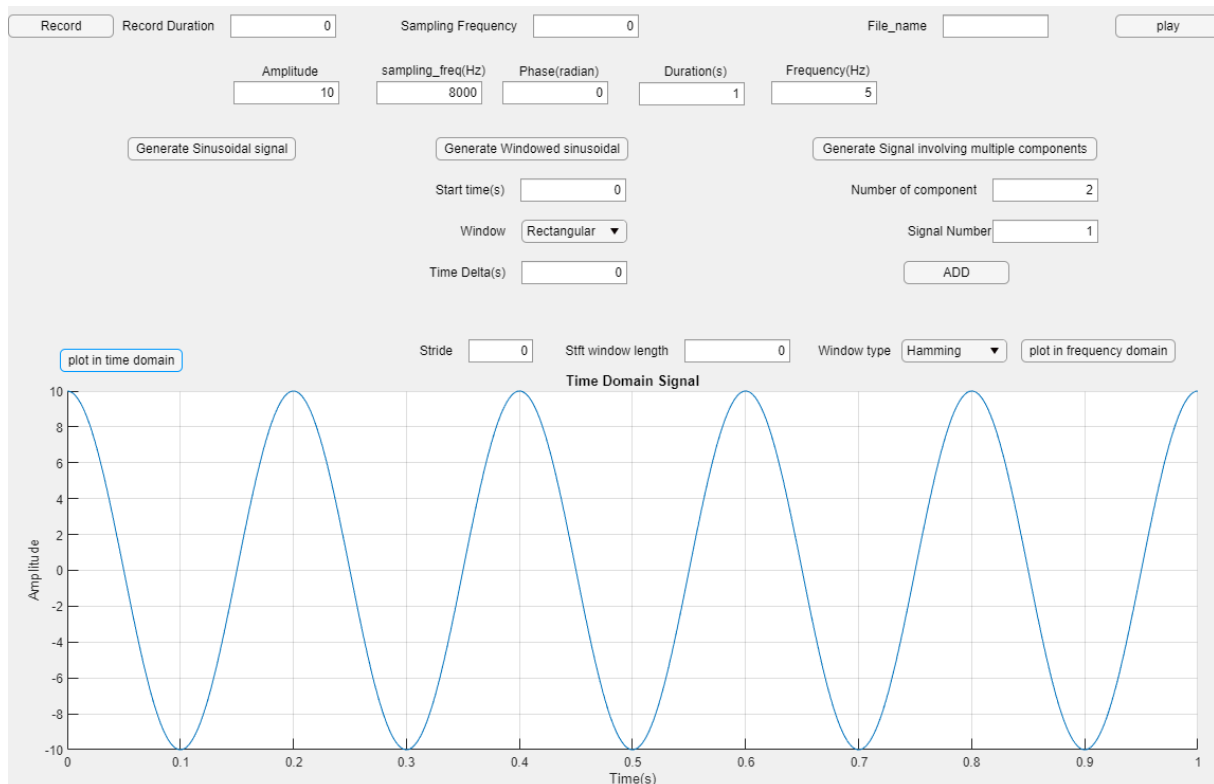 Record Record Duration 0 Sampling Frequency 0 File_name play
Amplitude sampling_freq(Hz) Phase(radian) Duration(s) Frequency(Hz)
10 8000 0 1 5
Generate Sinusoidal signal Generate Windowed sinusoidal Generate Signal involving multiple components
Start time(s) 0 Number of component 2
Window Rectangular Signal Number 1
Time Delta(s) 0 ADD
plot in time domain Stride 0 Stft window length 0 Window type Hamming plot in frequency domain
Time Domain Signal
10
8
6
4
2
0
-2
-4
-6
-8
-10
Amplitude
0 0.1 0.2 0.3 0.4 0.5 0.6 0.7 0.8 0.9 1
Time(s)